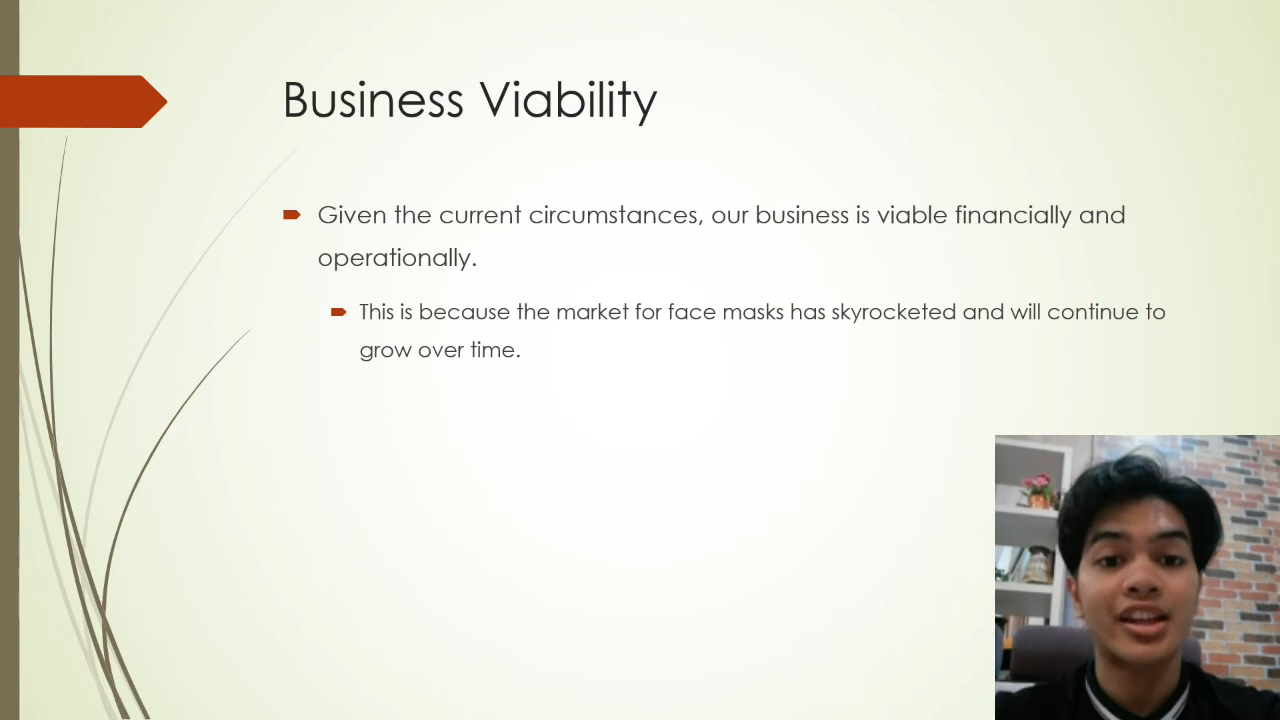 Business Viability
Given the current circumstances, our business is viable financially and
operationally.
This is because the market for face masks has skyrocketed and will continue to
grow over time.